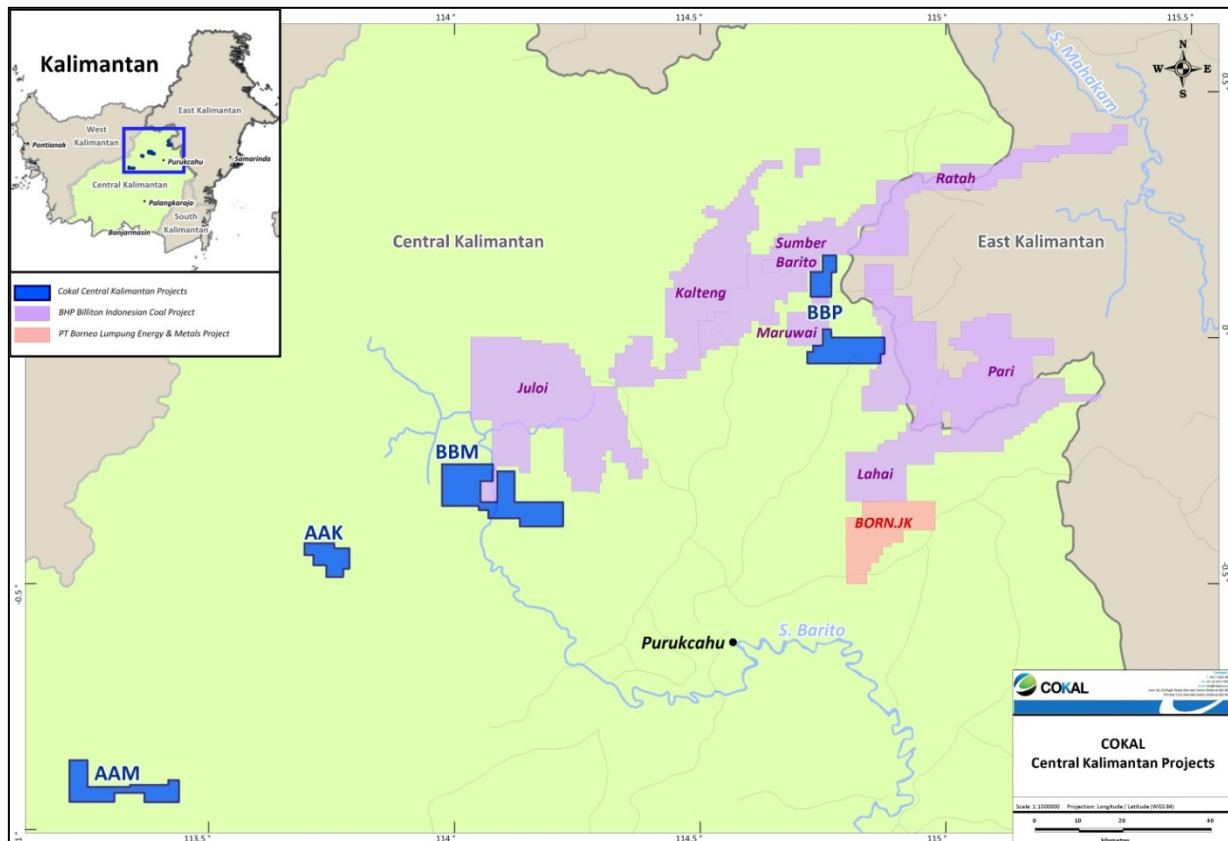 Kalimantan
East Kalimantan
West
Kalimantan
Pontianak
Purukcahu
Samarinda
Central Kalimantan
Palangkaraja
South
Kalimantan
Banjarmasin
Cokal Central Kalimantan Projects
BHP Billiton Indonesian Coal Project
PT Borneo Lumpung Energy & Metals Project
114 °
114.5 °
115 °
115.5 °
N
W
E
S
0.5 °
S. Mahakam
Ratah
Central Kalimantan
Sumber
Barito
East Kalimantan
Kalteng
BBP
Maruwai
Juloi
Pari
BBM
Lahai
BORN.JK
AAK
-0.5 °
-0.5 °
Purukcahu
S. Barito
AAM
COKAL
COKAL
Central Kalimantan Projects
Scale: 1:1000000 Projection: Longitude / Latitude (WGS 84)
0 10 20 40
kilometres
113.5 °
114 °
114.5 °
115 °